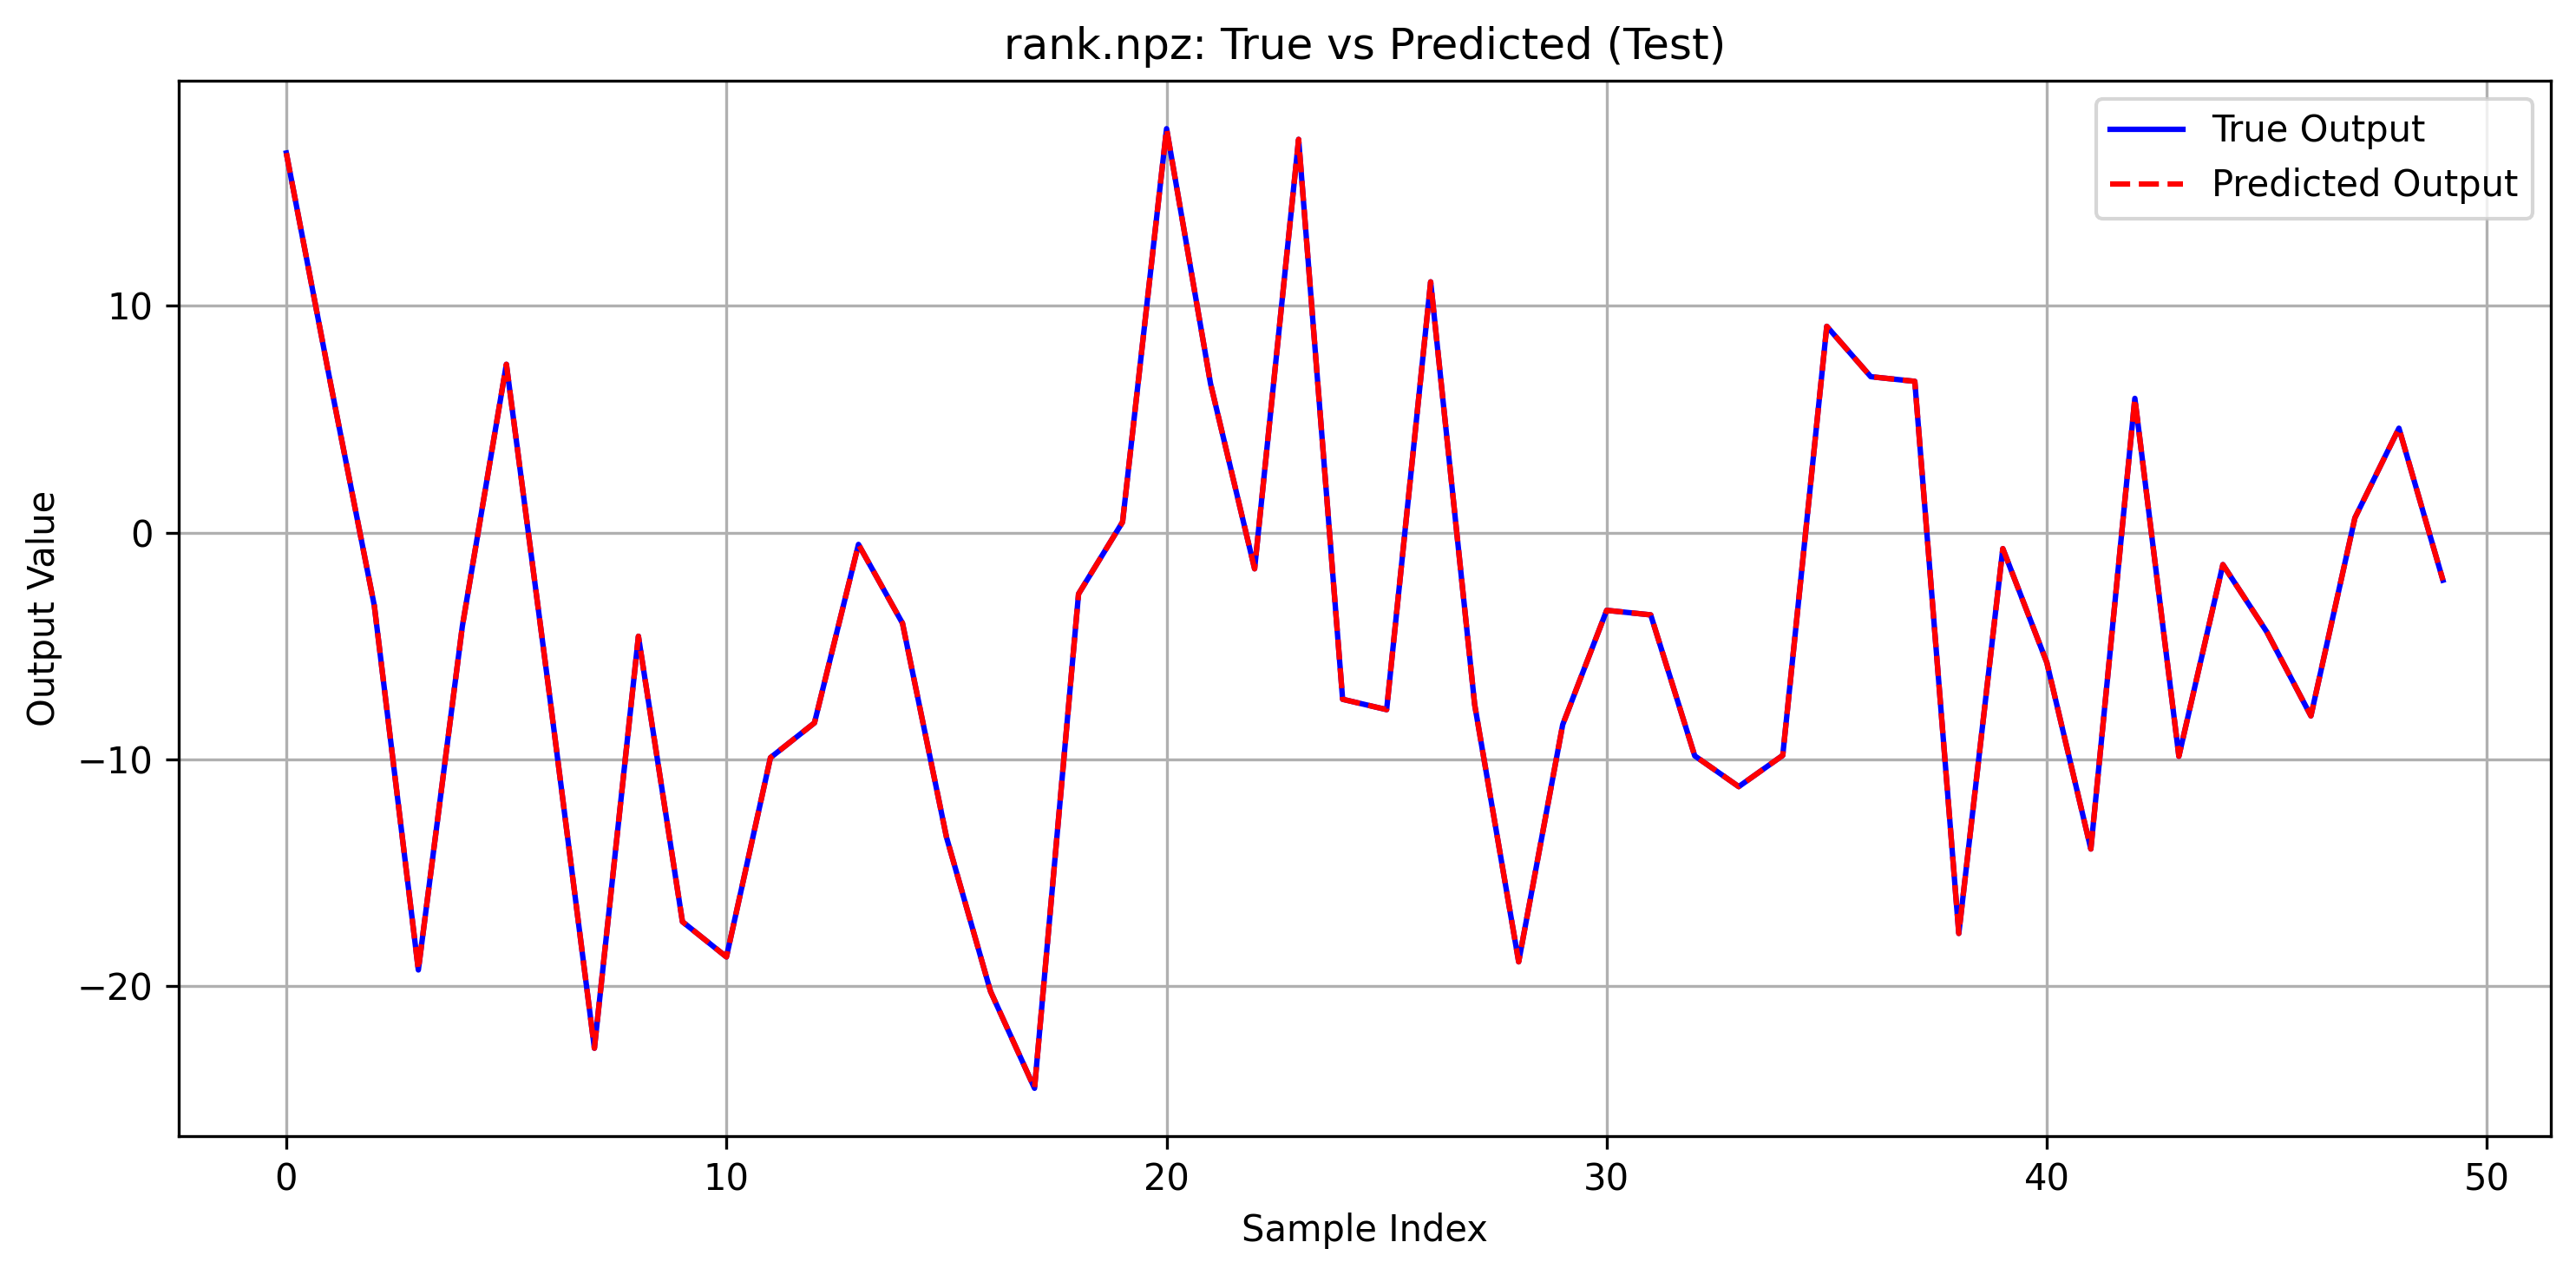 rank.npz: True vs Predicted (Test)
True Output
Predicted Output
Output Value
10
0
−10
−20
0 10 20 30 40 50
Sample Index